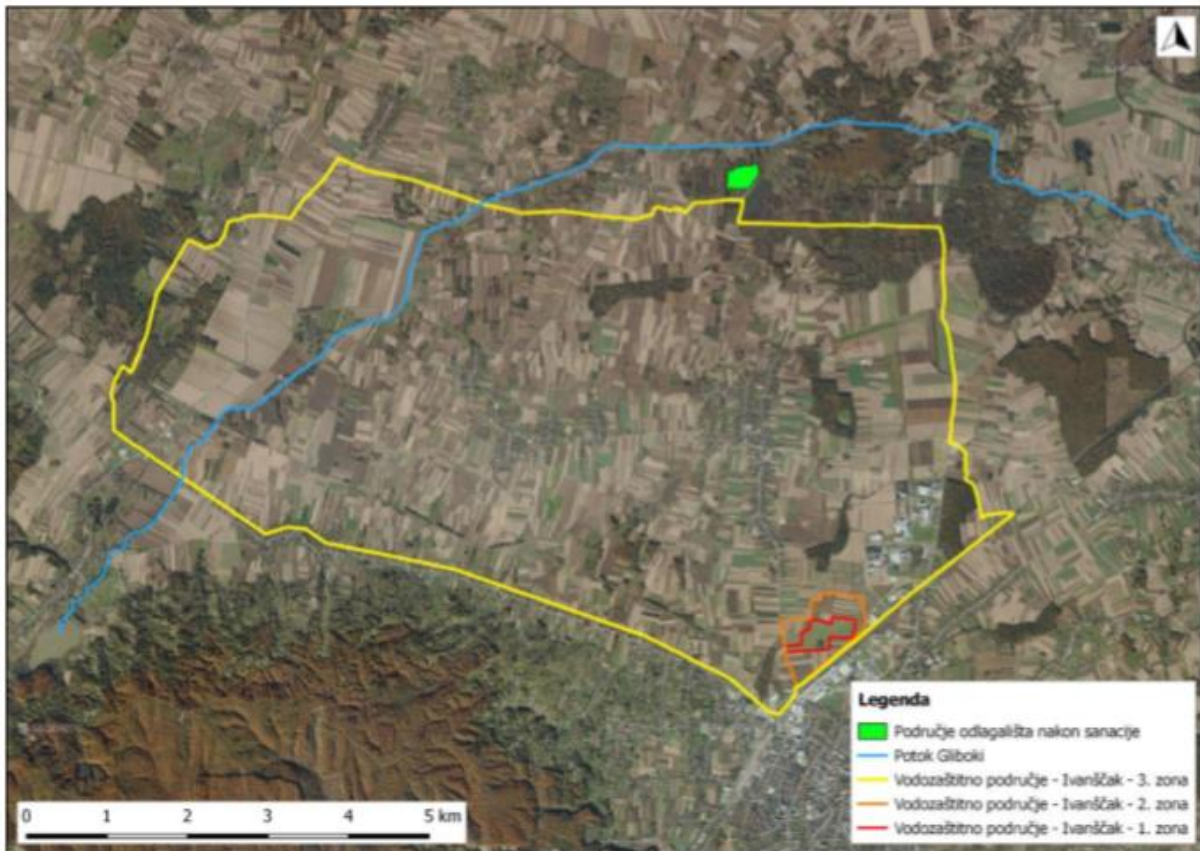 Legenda
Područje odlagališta nakon sanacije
Potok Gliboki
Vodozaštitno područje - Ivanščak - 3. zona
Vodozaštitno područje - Ivanščak - 2. zona
Vodozaštitno područje - Ivanščak - 1. zona
0 1 2 3 4 5 km